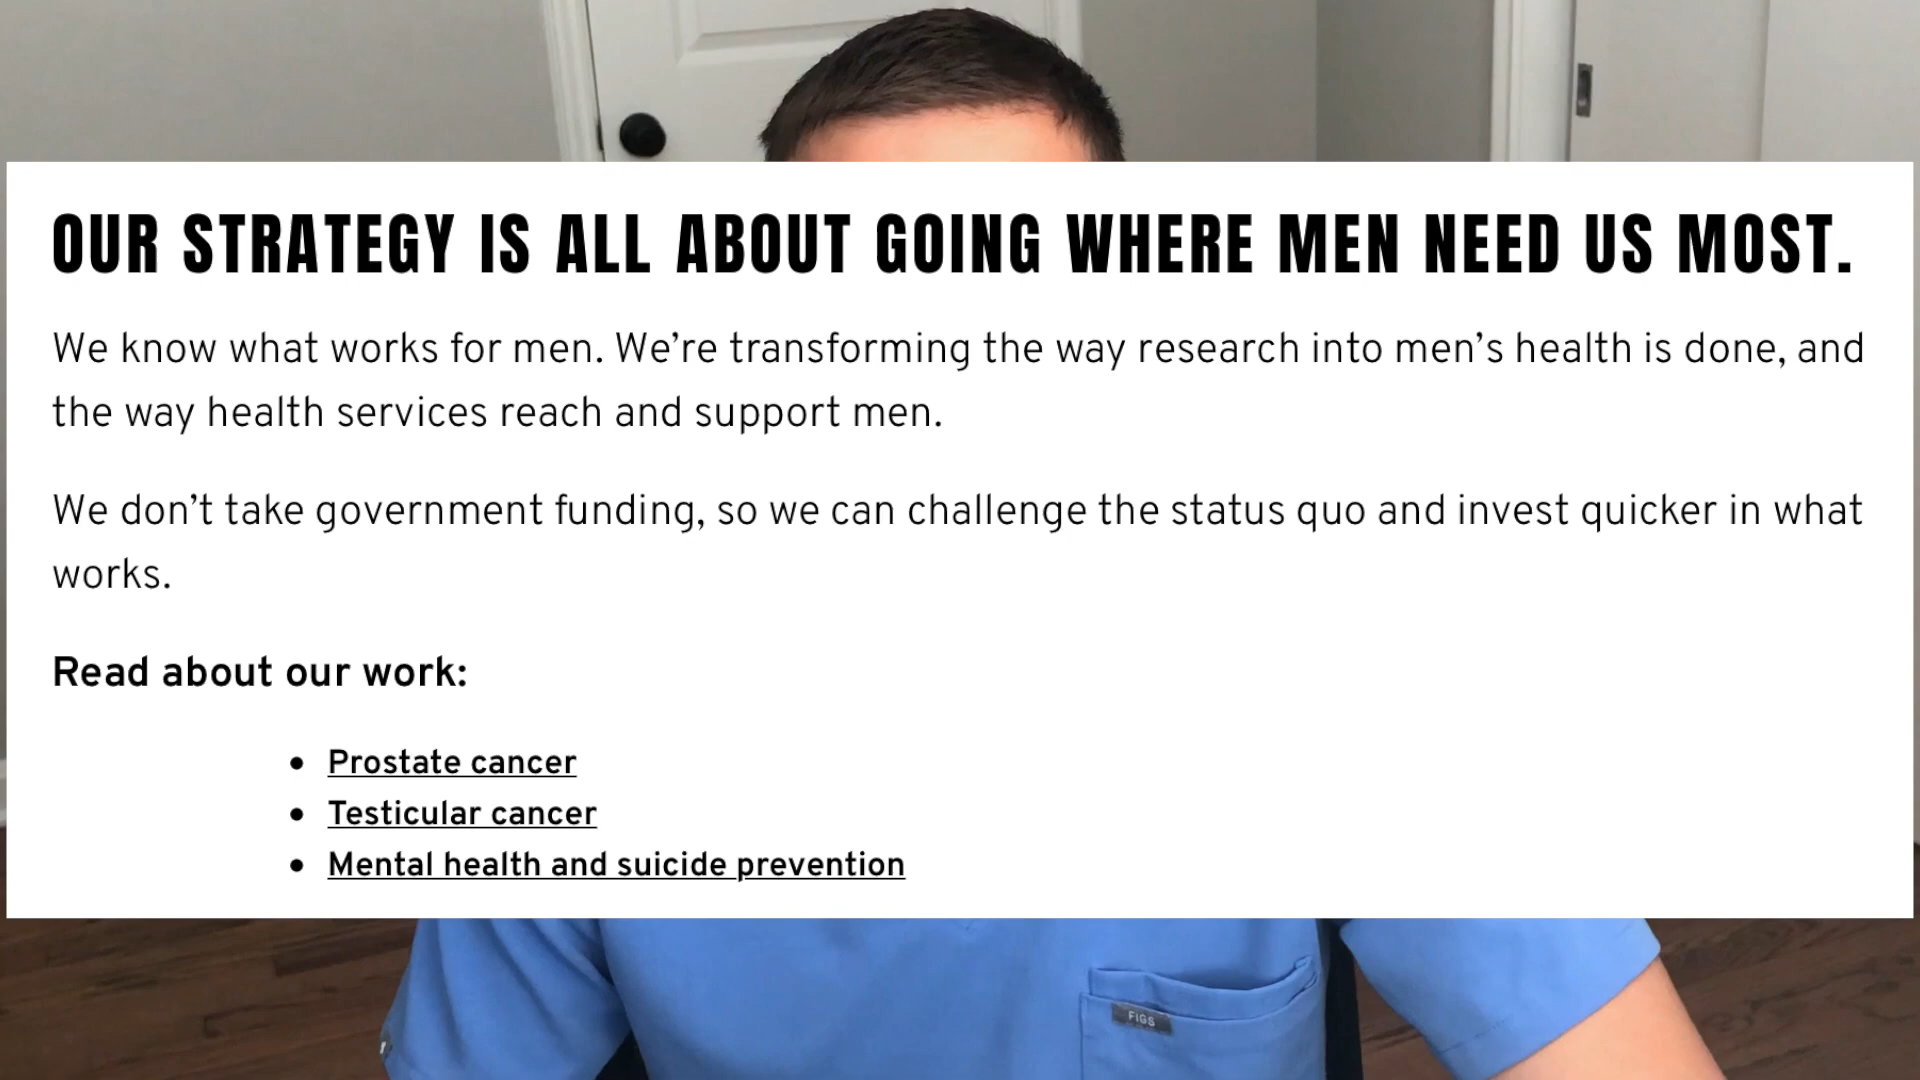 OUR STRATEGY IS ALL ABOUT GOING WHERE MEN NEED US MOST.
We know what works for men. We’re transforming the way research into men’s health is done, and
the way health services reach and support men.
We don’t take government funding, so we can challenge the status quo and invest quicker in what
works.
Read about our work:
Prostate cancer
Testicular cancer
Mental health and suicide prevention
FIGS